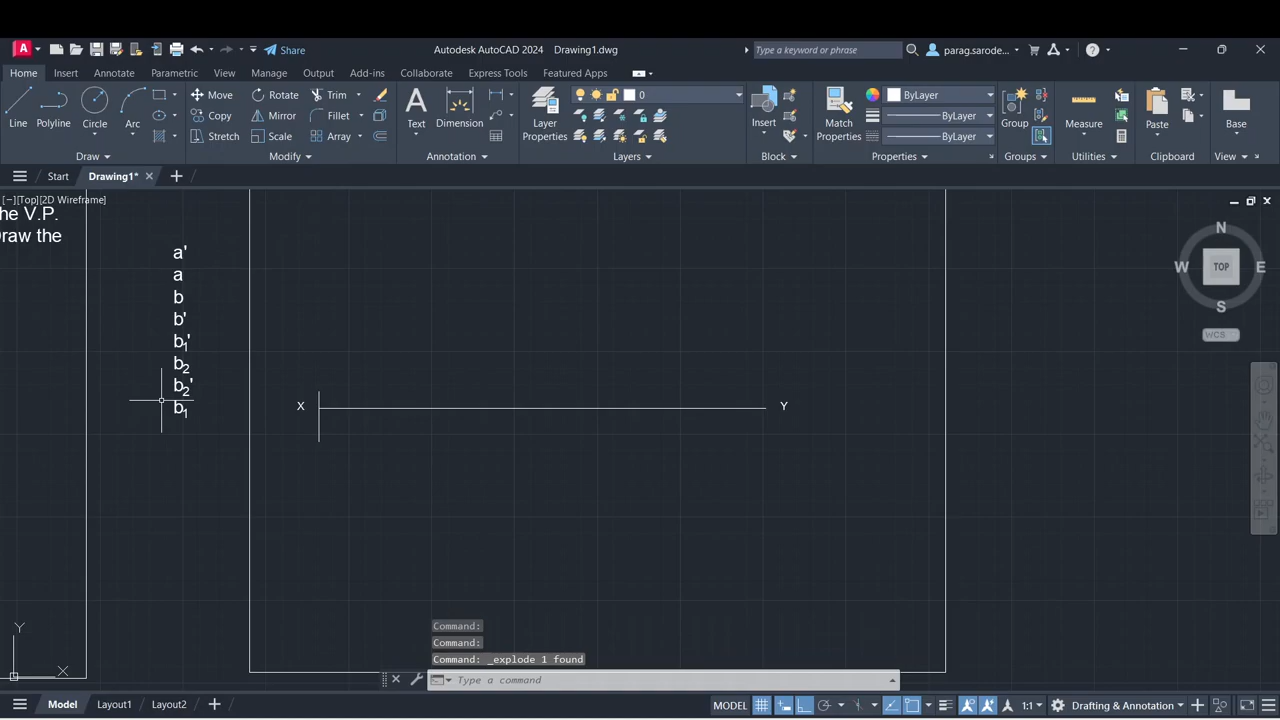 Share
Autodesk AutoCAD 2024 Drawing1.dwg
Type a keyword or phrase
parag.sarode...
Home Insert Annotate Parametric View Manage Output Add-ins Collaborate Express Tools Featured Apps
Line Polyline Circle Arc
Move Rotate Trim
Copy Mirror Fillet
Stretch Scale Array
Text Dimension
Layer Properties
0
Insert
Match Properties
ByLayer
ByLayer
ByLayer
Group
Measure
Paste
Base
Draw Modify Annotation Layers Block Properties Groups Utilities Clipboard View
Start Drawing1*
[−][Top][2D Wireframe]
he V.P.
Draw the
a'
a
b
b'
b1'
b2
b2'
b1
X Y
N
W TOP E
S
WCS
Y
X
Command:
Command:
Command: _explode 1 found
Type a command
Model Layout1 Layout2
MODEL 1:1 Drafting & Annotation